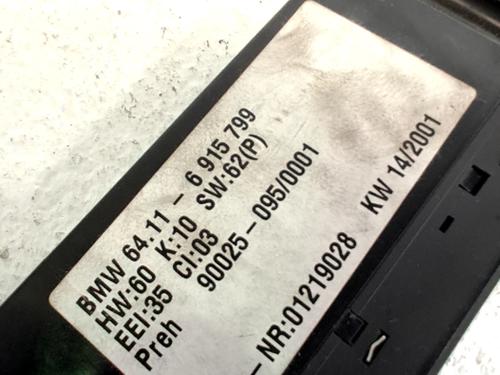 BMW 64.11 - 6 915 799
HW:60 K:10 SW:62(P)
EEI:35 CI:03
Preh 90025-095/0001
- NR:01219028 KW 14/2001